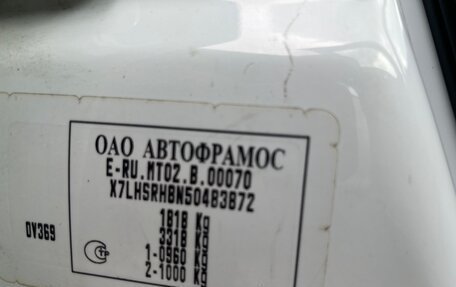 ОАО АВТОФРАМОС
E-RU.MT02.B.00070
X7LHSRH8N50483872
1818 Kg
3318 Kg
1-0960 Kg
2-1000 Kg
DV369